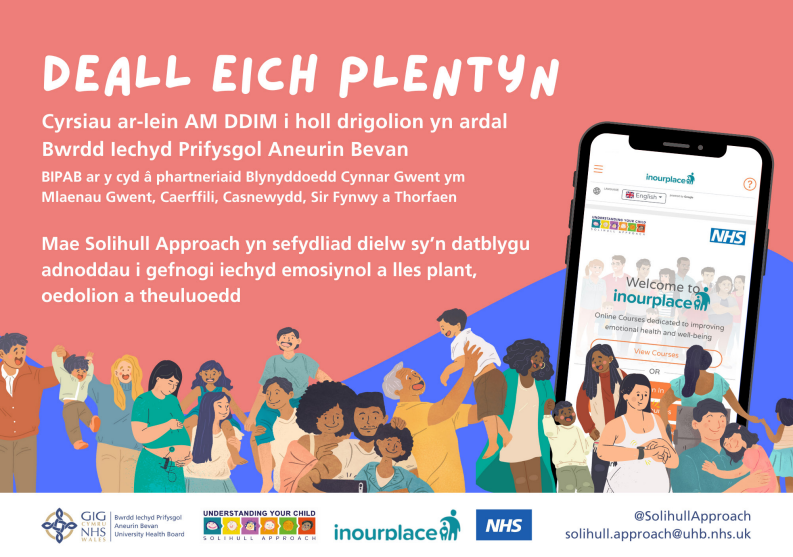 DEALL EICH PLENTYN
Cyrsiau ar-lein AM DDIM i holl drigolion yn ardal
Bwrdd Iechyd Prifysgol Aneurin Bevan
BIPAB ar y cyd â phartneriaid Blynyddoedd Cynnar Gwent ym
Mlaenau Gwent, Caerffili, Casnewydd, Sir Fynwy a Thorfaen
Mae Solihull Approach yn sefydliad dielw sy'n datblygu
adnoddau i gefnogi iechyd emosiynol a lles plant,
oedolion a theuluoedd
inourplace
?
English
UNDERSTANDING YOUR CHILD
SOLIHULL APPROACH
NHS
Welcome to
inourplace
Online Courses dedicated to improving
emotional health and well-being
View Courses
OR
GIG
CYMRU
NHS
WALES
Bwrdd Iechyd Prifysgol
Aneurin Bevan
University Health Board
UNDERSTANDING YOUR CHILD
SOLIHULL APPROACH
inourplace
NHS
@SolihullApproach
solihull.approach@uhb.nhs.uk